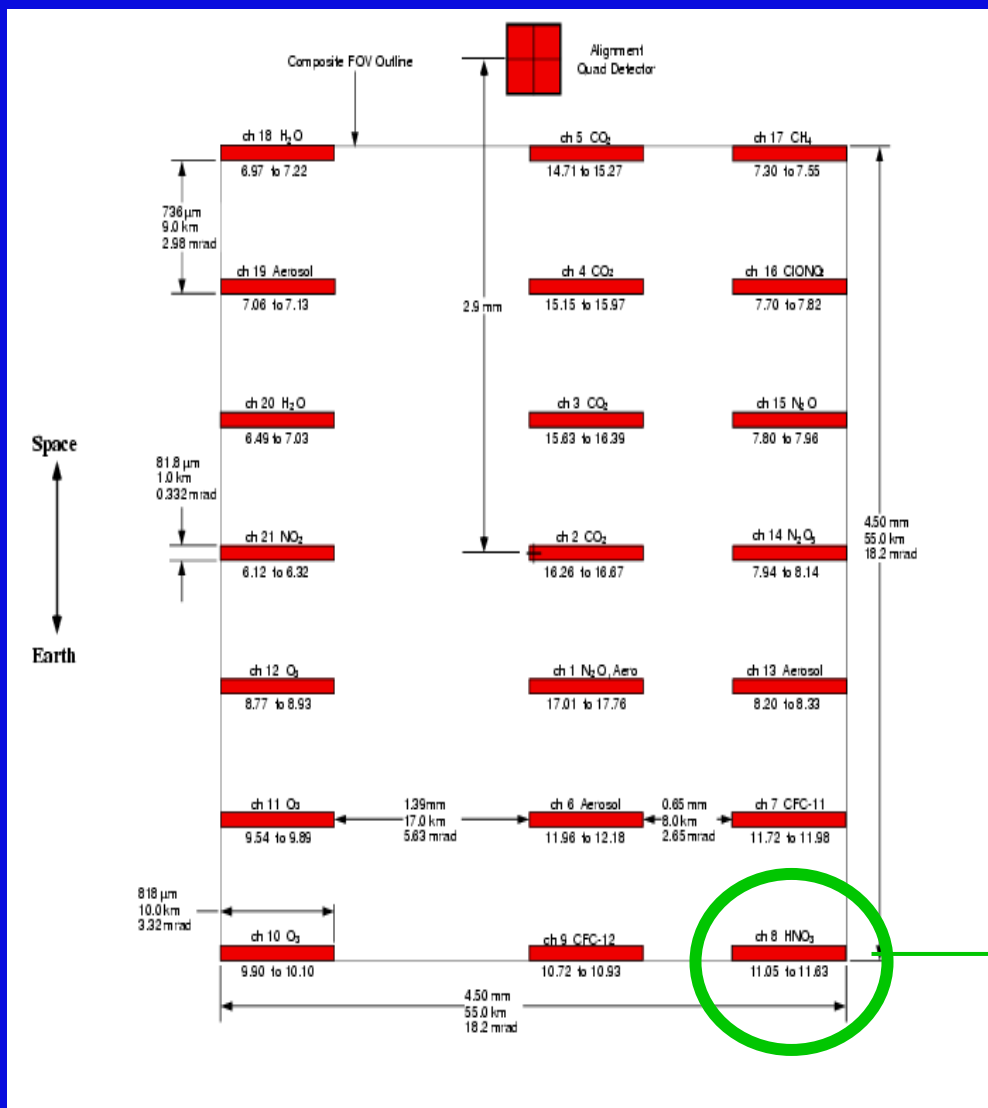 Alignment
Quad Detector
Composite FOV Outline
ch 18 H₂O
6.97 to 7.22
ch 5 CO₂
14.71 to 15.27
ch 17 CH₄
7.30 to 7.55
736 µm
9.0 km
2.98 mrad
ch 19 Aerosol
7.06 to 7.13
ch 4 CO₂
15.15 to 15.97
ch 16 ClONO₂
7.70 to 7.82
2.9 mm
ch 20 H₂O
6.49 to 7.03
ch 3 CO₂
15.63 to 16.39
ch 15 N₂O
7.80 to 7.96
Space
Earth
81.8 µm
1.0 km
0.332 mrad
ch 21 NO₂
6.12 to 6.32
ch 2 CO₂
16.26 to 16.67
ch 14 N₂O₅
7.94 to 8.14
4.50 mm
55.0 km
18.2 mrad
ch 12 O₃
8.77 to 8.93
ch 1 N₂O, Aero
17.01 to 17.76
ch 13 Aerosol
8.20 to 8.33
ch 11 O₃
9.54 to 9.89
1.39mm
17.0 km
5.63 mrad
ch 6 Aerosol
11.96 to 12.18
0.65 mm
8.0km
2.65 mrad
ch 7 CFC-11
11.72 to 11.98
818 µm
10.0 km
3.32 mrad
ch 10 O₃
9.90 to 10.10
ch 9 CFC-12
10.72 to 10.93
ch 8 HNO₃
11.05 to 11.63
4.50 mm
55.0 km
18.2 mrad